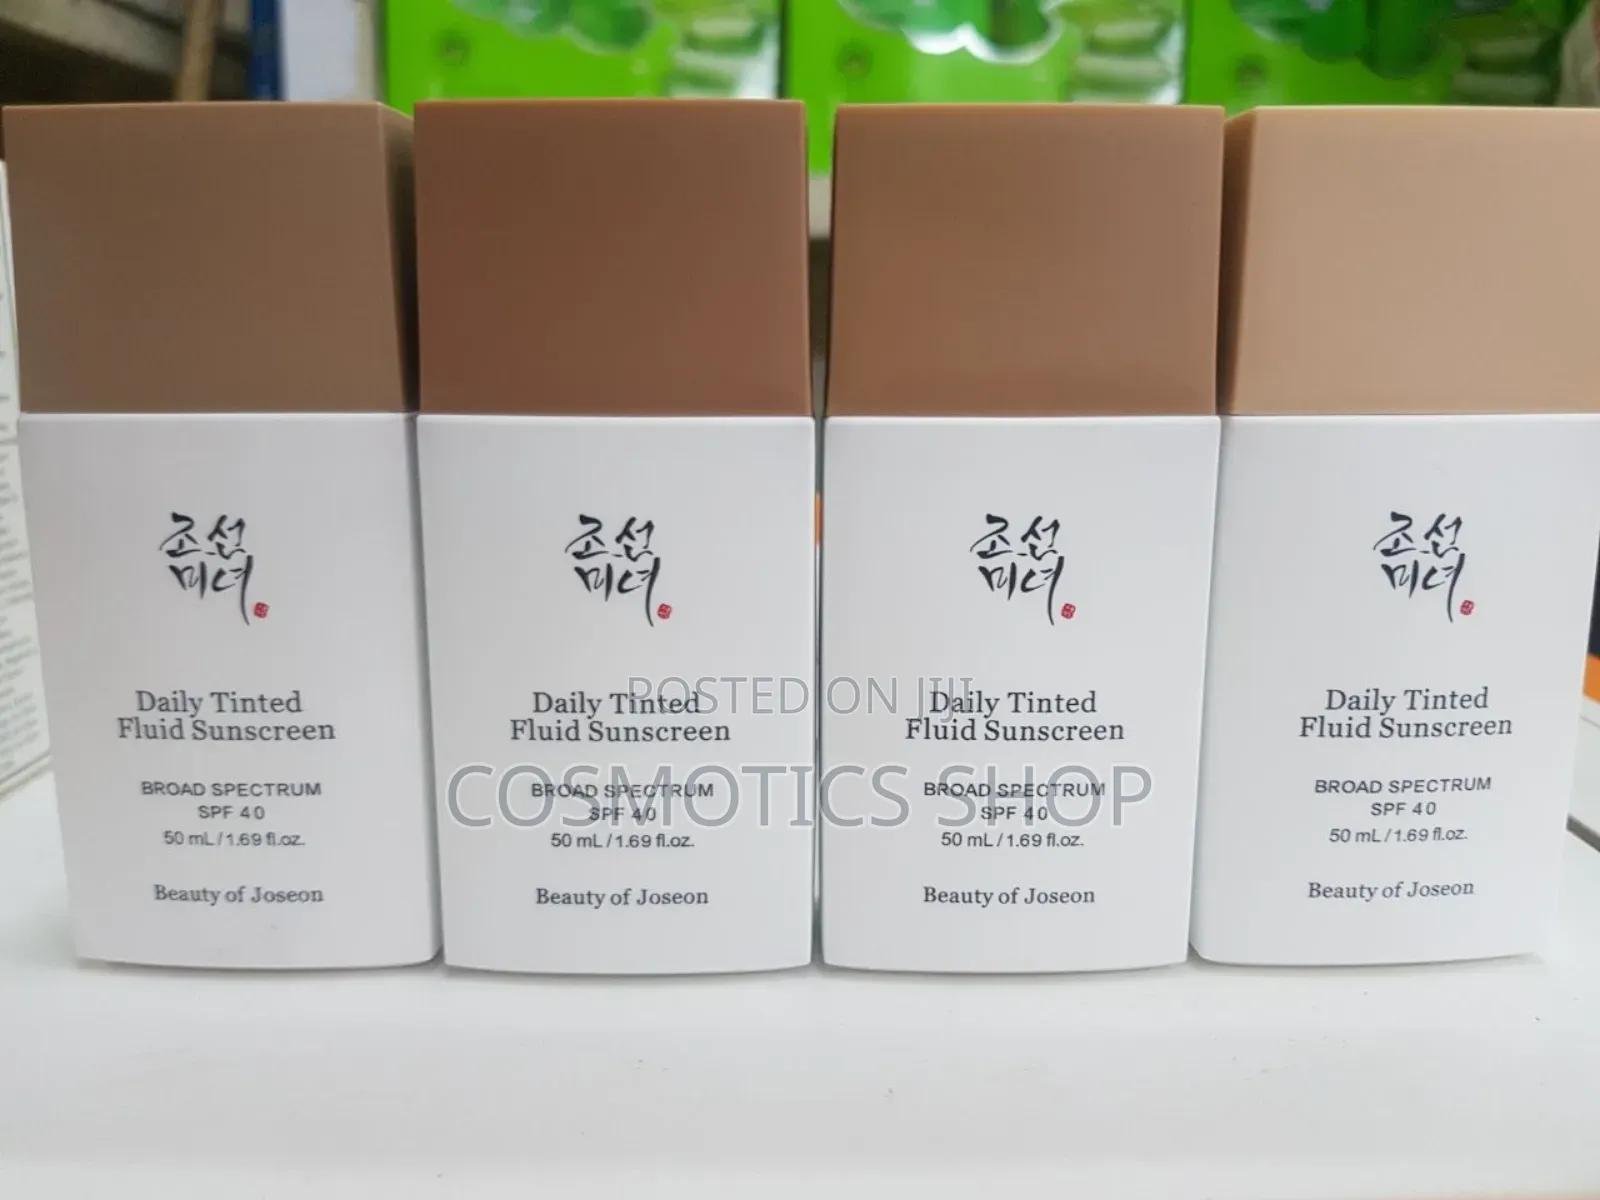 조선
미녀
Daily Tinted
Fluid Sunscreen
BROAD SPECTRUM
SPF 40
50 mL / 1.69 fl.oz.
Beauty of Joseon
조선
미녀
Daily Tinted
Fluid Sunscreen
BROAD SPECTRUM
SPF 40
50 mL / 1.69 fl.oz.
Beauty of Joseon
조선
미녀
Daily Tinted
Fluid Sunscreen
BROAD SPECTRUM
SPF 40
50 mL / 1.69 fl.oz.
Beauty of Joseon
조선
미녀
Daily Tinted
Fluid Sunscreen
BROAD SPECTRUM
SPF 40
50 mL / 1.69 fl.oz.
Beauty of Joseon
POSTED ON JIJI
COSMOTICS SHOP